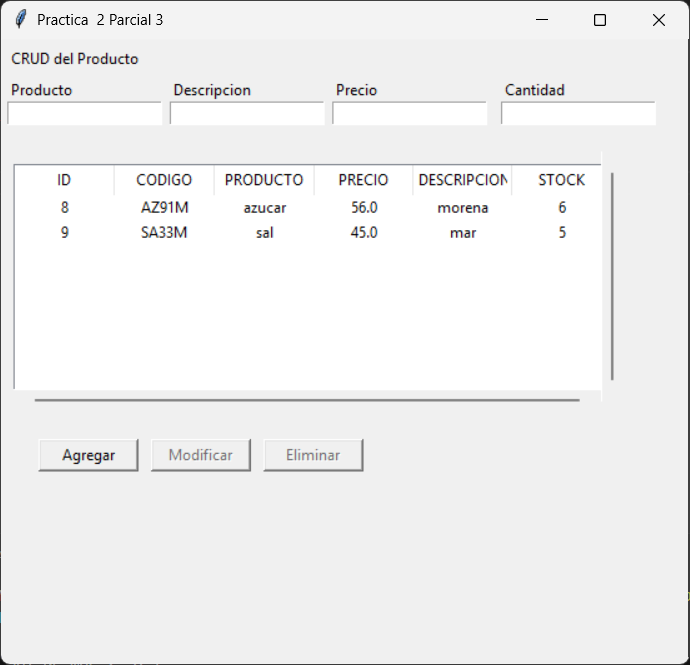 Practica 2 Parcial 3
CRUD del Producto
Producto Descripcion Precio Cantidad
ID CODIGO PRODUCTO PRECIO DESCRIPCION STOCK
8 AZ91M azucar 56.0 morena 6
9 SA33M sal 45.0 mar 5
Agregar Modificar Eliminar